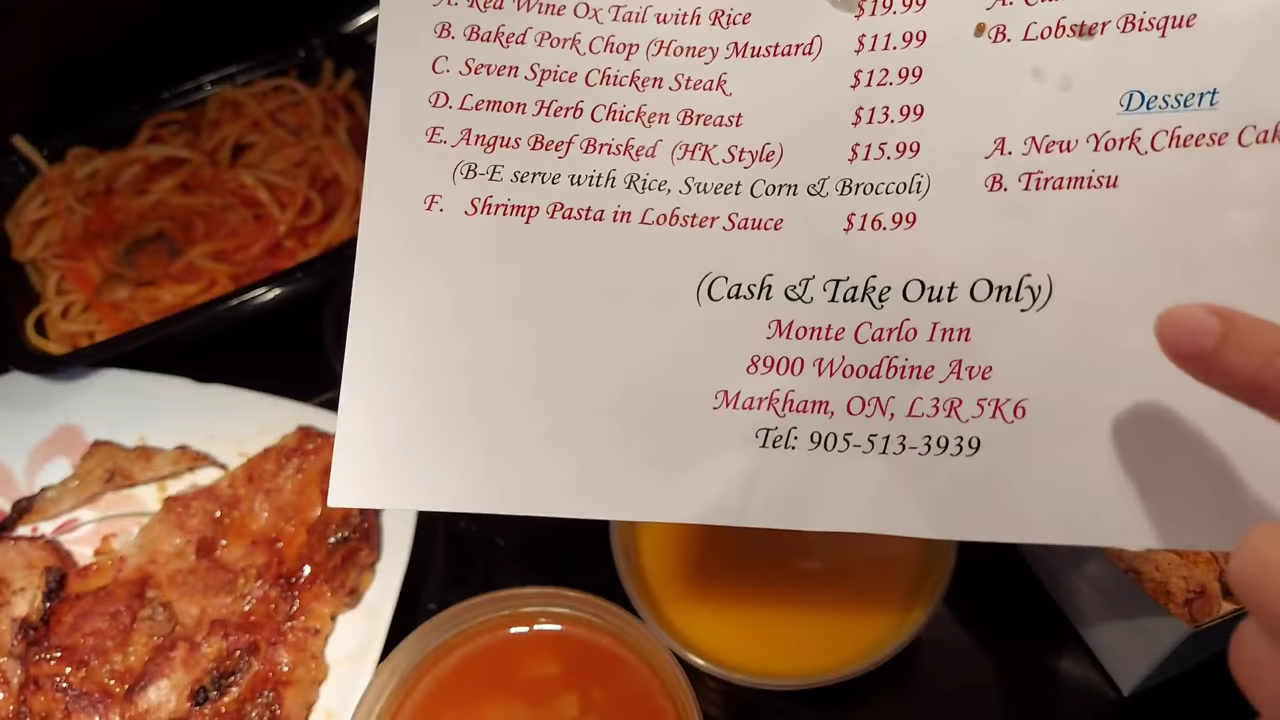 A. Red Wine Ox Tail with Rice $19.99
B. Baked Pork Chop (Honey Mustard) $11.99
C. Seven Spice Chicken Steak $12.99
D. Lemon Herb Chicken Breast $13.99
E. Angus Beef Brisked (HK Style) $15.99
(B-E serve with Rice, Sweet Corn & Broccoli)
F. Shrimp Pasta in Lobster Sauce $16.99
A.
B. Lobster Bisque
Dessert
A. New York Cheese Cak
B. Tiramisu
(Cash & Take Out Only)
Monte Carlo Inn
8900 Woodbine Ave
Markham, ON, L3R 5K6
Tel: 905-513-3939